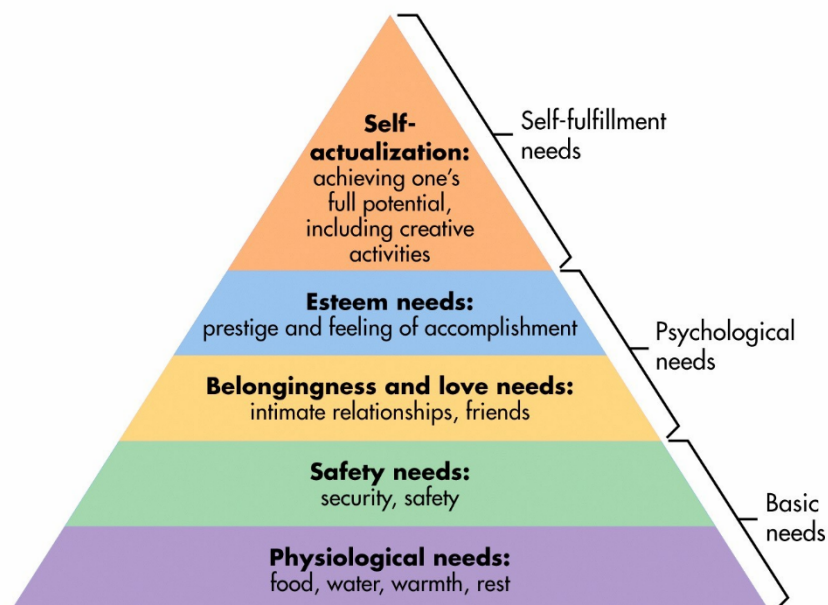 Self-
actualization:
achieving one's
full potential,
including creative
activities
Self-fulfillment
needs
Esteem needs:
prestige and feeling of accomplishment
Psychological
needs
Belongingness and love needs:
intimate relationships, friends
Safety needs:
security, safety
Basic
needs
Physiological needs:
food, water, warmth, rest